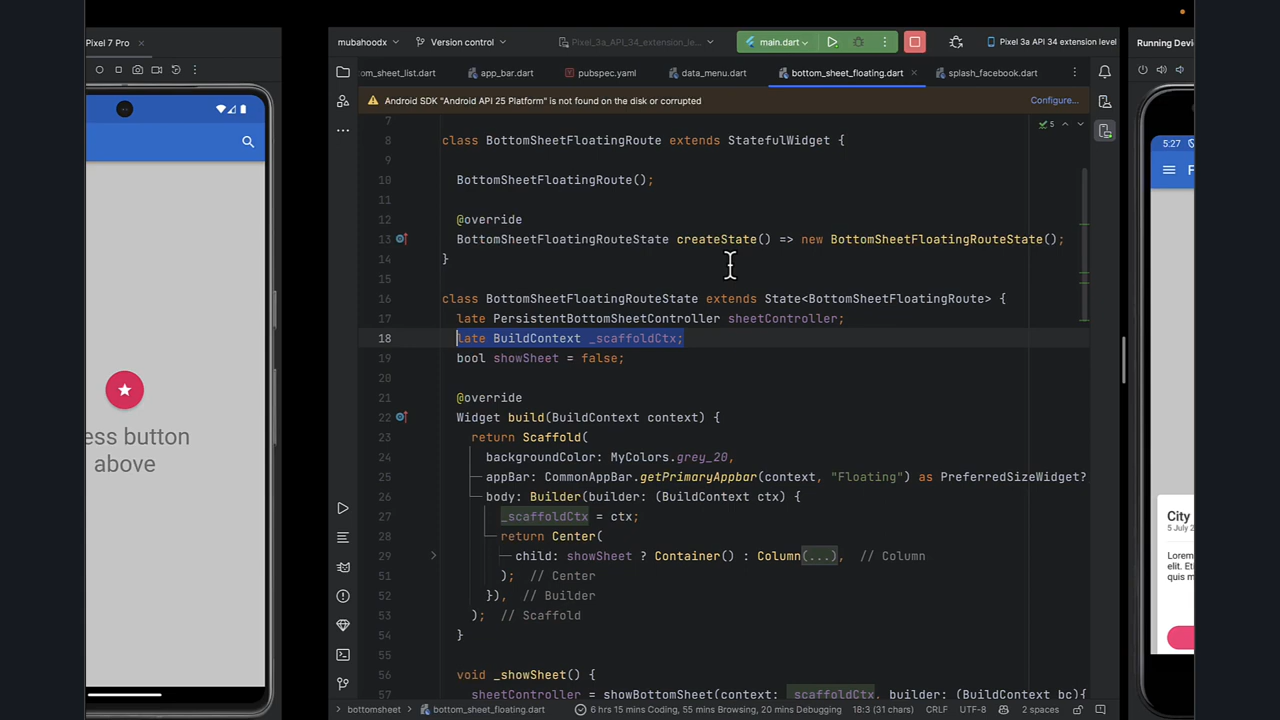 Pixel 7 Pro
ess button
above
mubahoodx
Version control
Pixel_3a_API_34_extension_le...
main.dart
Pixel 3a API 34 extension level
om_sheet_list.dart
app_bar.dart
pubspec.yaml
data_menu.dart
bottom_sheet_floating.dart
splash_facebook.dart
Android SDK "Android API 25 Platform" is not found on the disk or corrupted
Configure...
5
7
8 class BottomSheetFloatingRoute extends StatefulWidget {
9
10 BottomSheetFloatingRoute();
11
12 @override
13 BottomSheetFloatingRouteState createState() => new BottomSheetFloatingRouteState();
14 }
15
16 class BottomSheetFloatingRouteState extends State<BottomSheetFloatingRoute> {
17 late PersistentBottomSheetController sheetController;
18 late BuildContext _scaffoldCtx;
19 bool showSheet = false;
20
21 @override
22 Widget build(BuildContext context) {
23 return Scaffold(
24 backgroundColor: MyColors.grey_20,
25 appBar: CommonAppBar.getPrimaryAppbar(context, "Floating") as PreferredSizeWidget?
26 body: Builder(builder: (BuildContext ctx) {
27 _scaffoldCtx = ctx;
28 return Center(
29 child: showSheet ? Container() : Column(...), // Column
51 ); // Center
52 }), // Builder
53 ); // Scaffold
54 }
55
56 void _showSheet() {
57 sheetController = showBottomSheet(context: _scaffoldCtx, builder: (BuildContext bc){
bottomsheet
bottom_sheet_floating.dart
6 hrs 15 mins Coding, 55 mins Browsing, 20 mins Debugging
18:3 (31 chars)
CRLF
UTF-8
2 spaces
Running Devi
5:27
F
City
5 July 2
Lorem
elit. Et
quis m